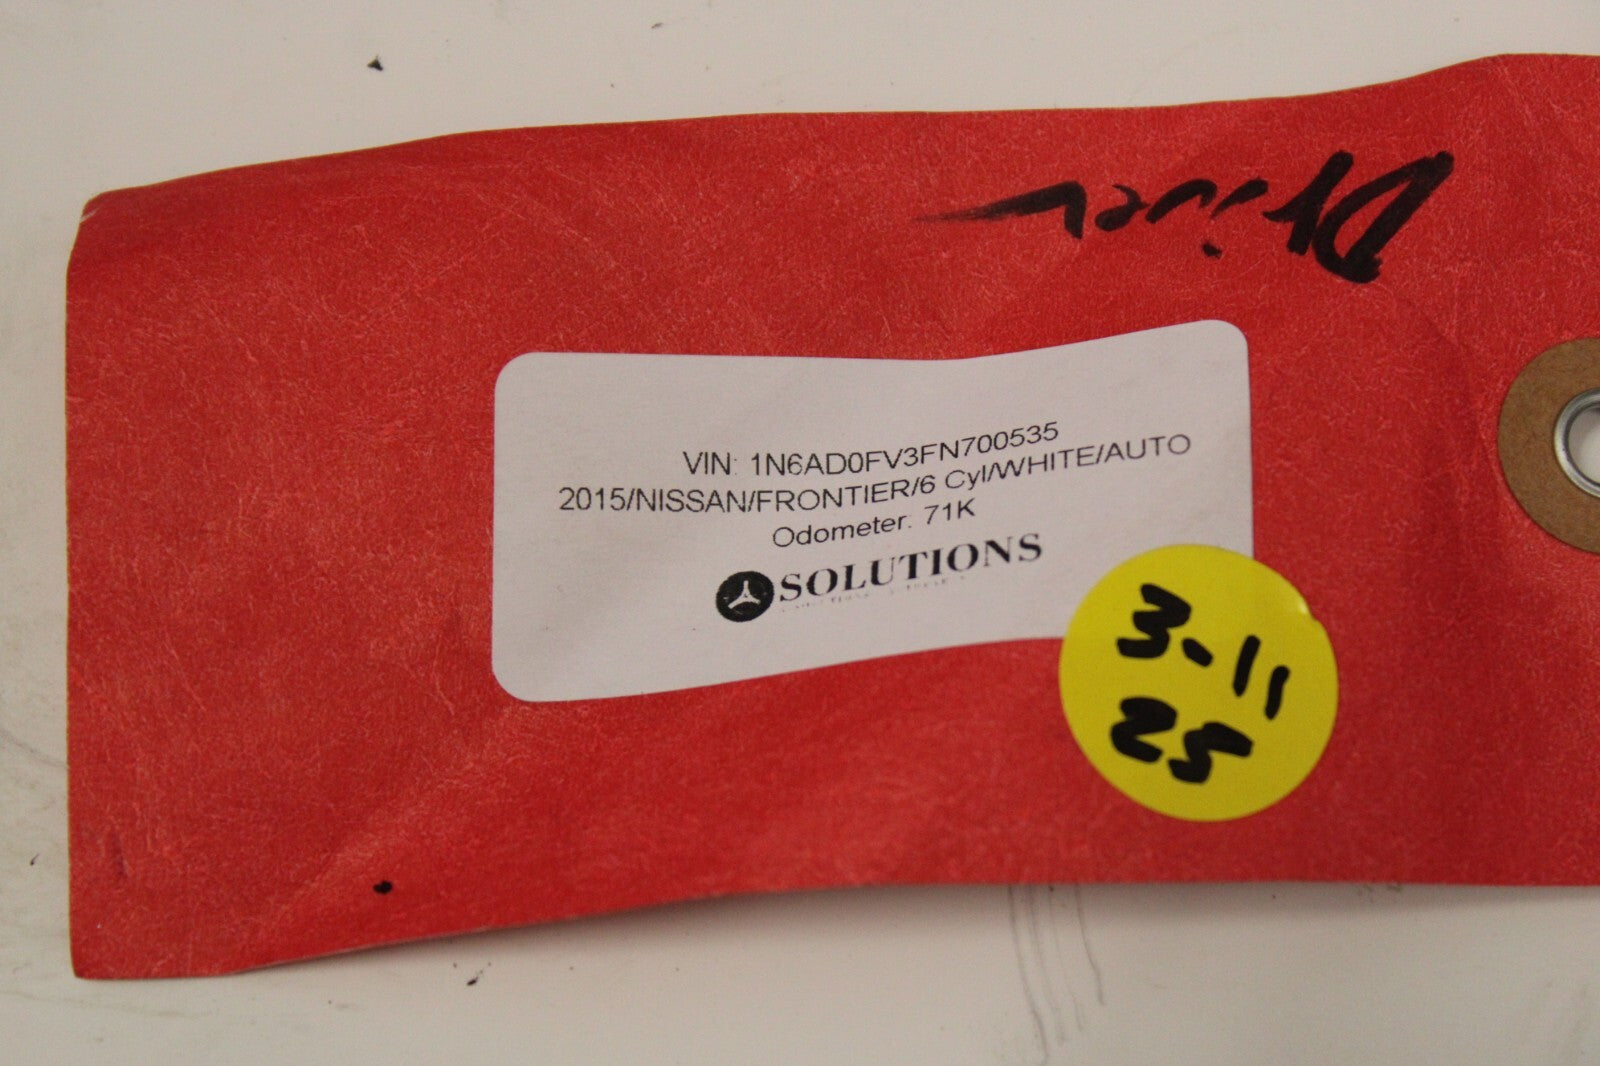 Driver
VIN: 1N6AD0FV3FN700535
2015/NISSAN/FRONTIER/6 Cyl/WHITE/AUTO
Odometer: 71K
SOLUTIONS
3-11
25